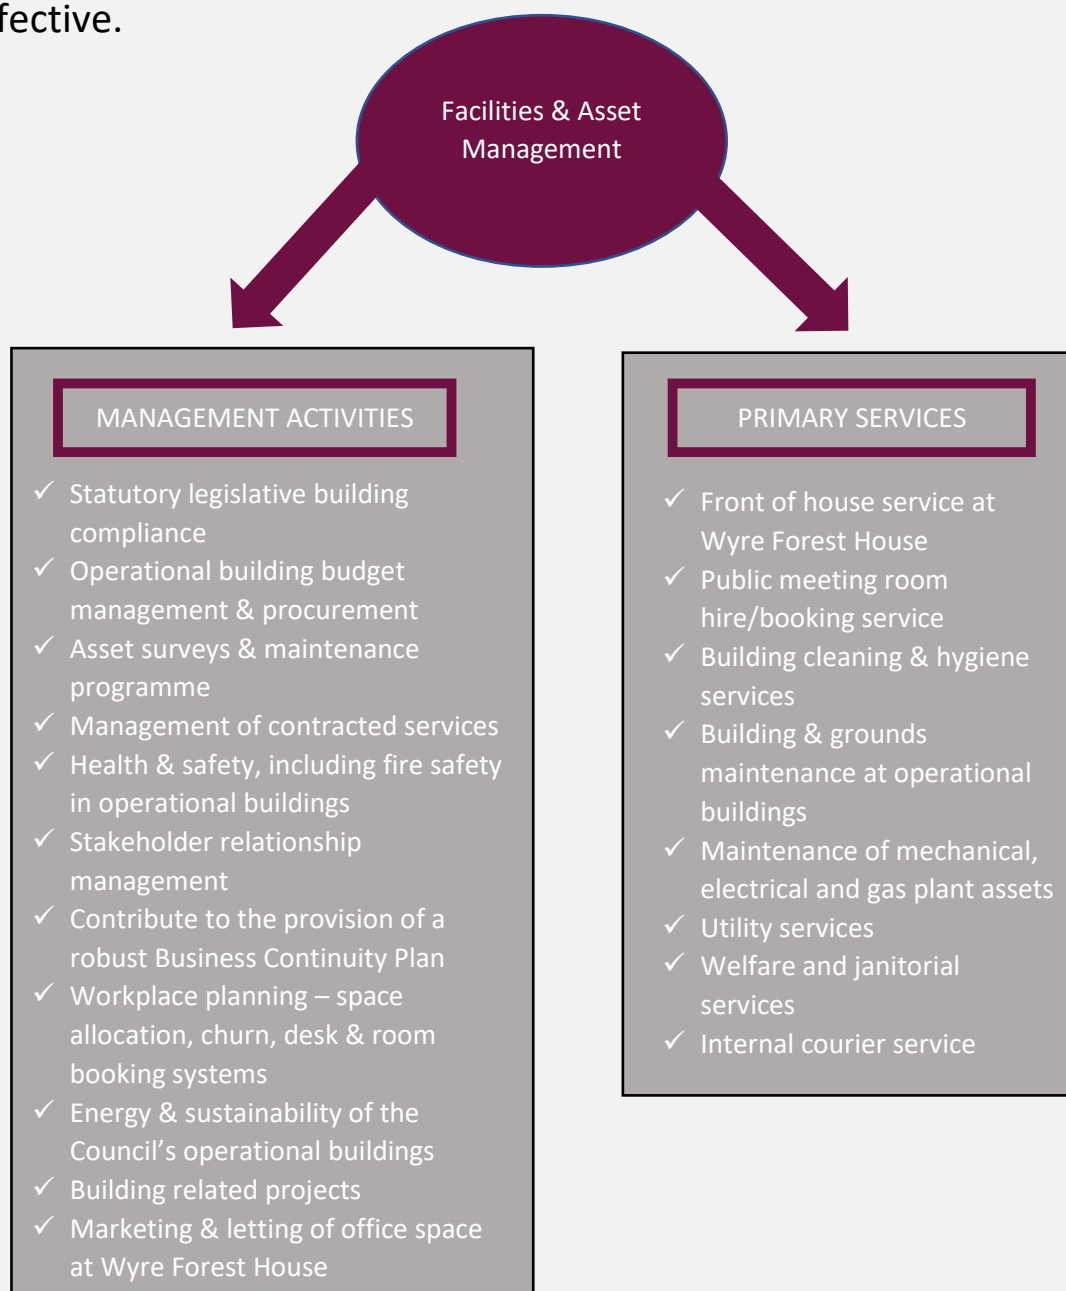 fective.
Facilities & Asset
Management
MANAGEMENT ACTIVITIES
✓ Statutory legislative building
compliance
✓ Operational building budget
management & procurement
✓ Asset surveys & maintenance
programme
✓ Management of contracted services
✓ Health & safety, including fire safety
in operational buildings
✓ Stakeholder relationship
management
✓ Contribute to the provision of a
robust Business Continuity Plan
✓ Workplace planning – space
allocation, churn, desk & room
booking systems
✓ Energy & sustainability of the
Council’s operational buildings
✓ Building related projects
✓ Marketing & letting of office space
at Wyre Forest House
PRIMARY SERVICES
✓ Front of house service at
Wyre Forest House
✓ Public meeting room
hire/booking service
✓ Building cleaning & hygiene
services
✓ Building & grounds
maintenance at operational
buildings
✓ Maintenance of mechanical,
electrical and gas plant assets
✓ Utility services
✓ Welfare and janitorial
services
✓ Internal courier service